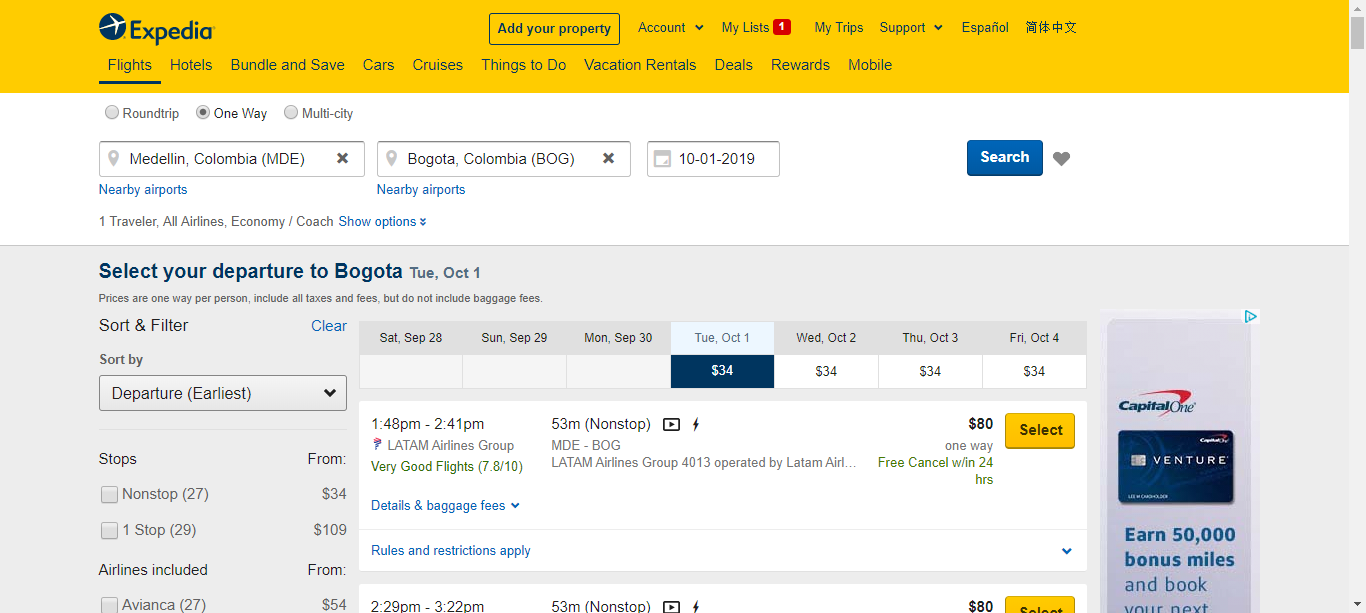 Expedia
Add your property
Account
My Lists 1
My Trips
Support
Español
简体中文
Flights
Hotels
Bundle and Save
Cars
Cruises
Things to Do
Vacation Rentals
Deals
Rewards
Mobile
Roundtrip
One Way
Multi-city
Medellin, Colombia (MDE)
Bogota, Colombia (BOG)
10-01-2019
Search
Nearby airports
Nearby airports
1 Traveler, All Airlines, Economy / Coach Show options
Select your departure to Bogota Tue, Oct 1
Prices are one way per person, include all taxes and fees, but do not include baggage fees.
Sort & Filter
Clear
Sort by
Departure (Earliest)
Stops From:
Nonstop (27) $34
1 Stop (29) $109
Airlines included From:
Avianca (27) $54
Sat, Sep 28
Sun, Sep 29
Mon, Sep 30
Tue, Oct 1
Wed, Oct 2
Thu, Oct 3
Fri, Oct 4
$34
$34
$34
$34
1:48pm - 2:41pm
LATAM Airlines Group
Very Good Flights (7.8/10)
53m (Nonstop)
MDE - BOG
LATAM Airlines Group 4013 operated by Latam Airl...
$80
one way
Free Cancel w/in 24
hrs
Select
Details & baggage fees
Rules and restrictions apply
2:29pm - 3:22pm
53m (Nonstop)
$80
Select
Capital One
Capital One
VENTURE
LEE M CARDHOLDER
Earn 50,000
bonus miles
and book
your next